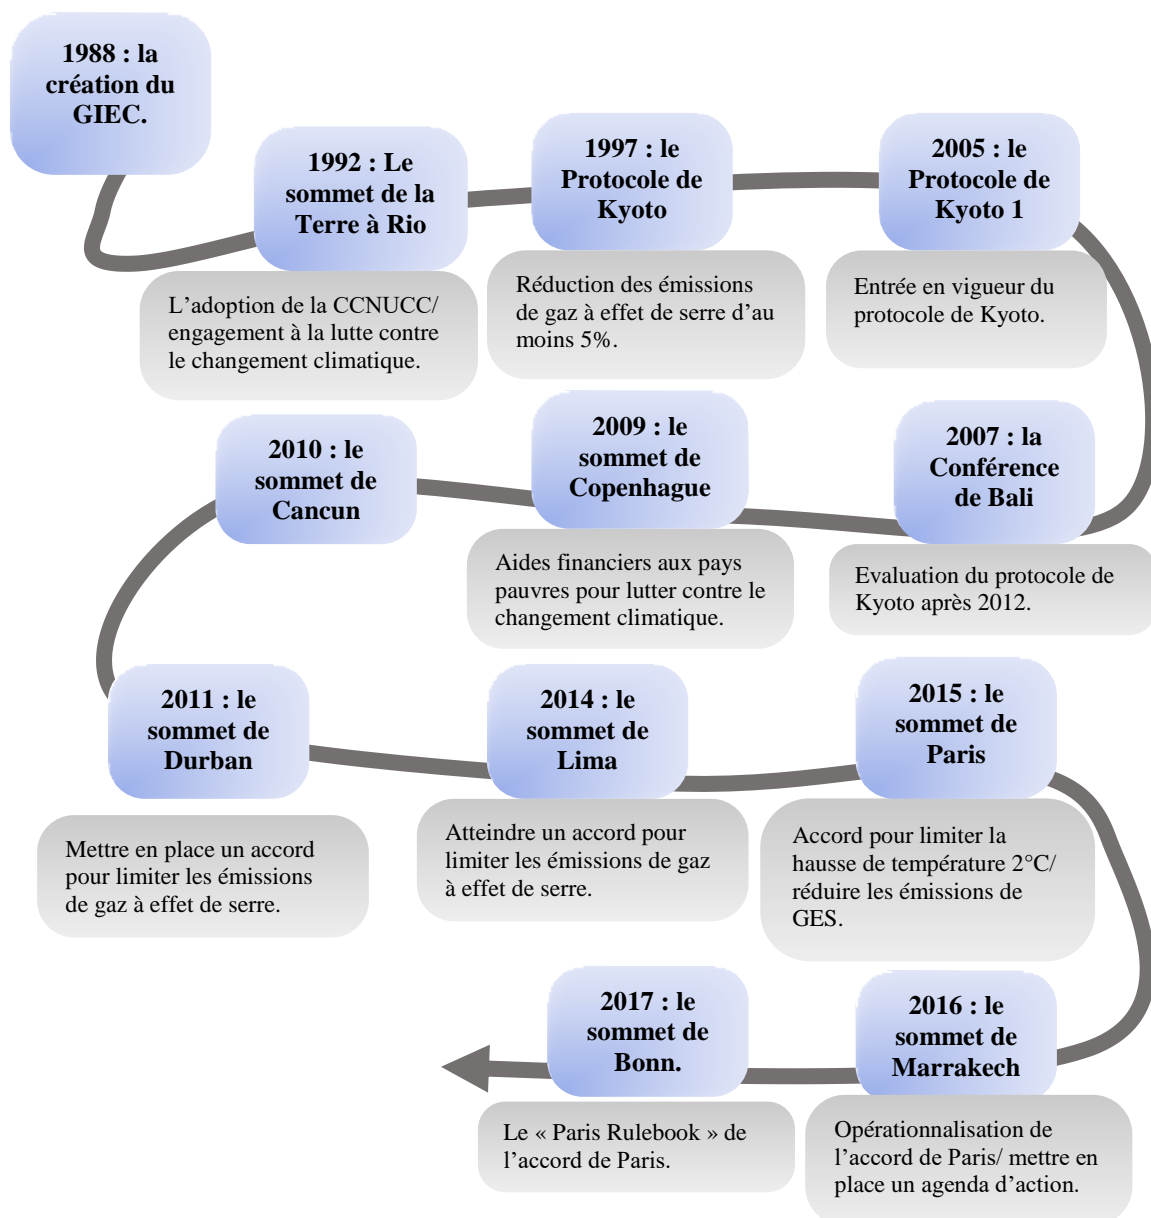 1988 : la
création du
GIEC.
1992 : Le
sommet de la
Terre à Rio
L’adoption de la CCNUCC/
engagement à la lutte contre
le changement climatique.
1997 : le
Protocole de
Kyoto
Réduction des émissions
de gaz à effet de serre d’au
moins 5%.
2005 : le
Protocole de
Kyoto 1
Entrée en vigueur du
protocole de Kyoto.
2007 : la
Conférence
de Bali
Evaluation du protocole de
Kyoto après 2012.
2009 : le
sommet de
Copenhague
Aides financiers aux pays
pauvres pour lutter contre le
changement climatique.
2010 : le
sommet de
Cancun
2011 : le
sommet de
Durban
Mettre en place un accord
pour limiter les émissions
de gaz à effet de serre.
2014 : le
sommet de
Lima
Atteindre un accord pour
limiter les émissions de gaz
à effet de serre.
2015 : le
sommet de
Paris
Accord pour limiter la
hausse de température 2°C/
réduire les émissions de
GES.
2016 : le
sommet de
Marrakech
Opérationnalisation de
l’accord de Paris/ mettre en
place un agenda d’action.
2017 : le
sommet de
Bonn.
Le « Paris Rulebook » de
l’accord de Paris.